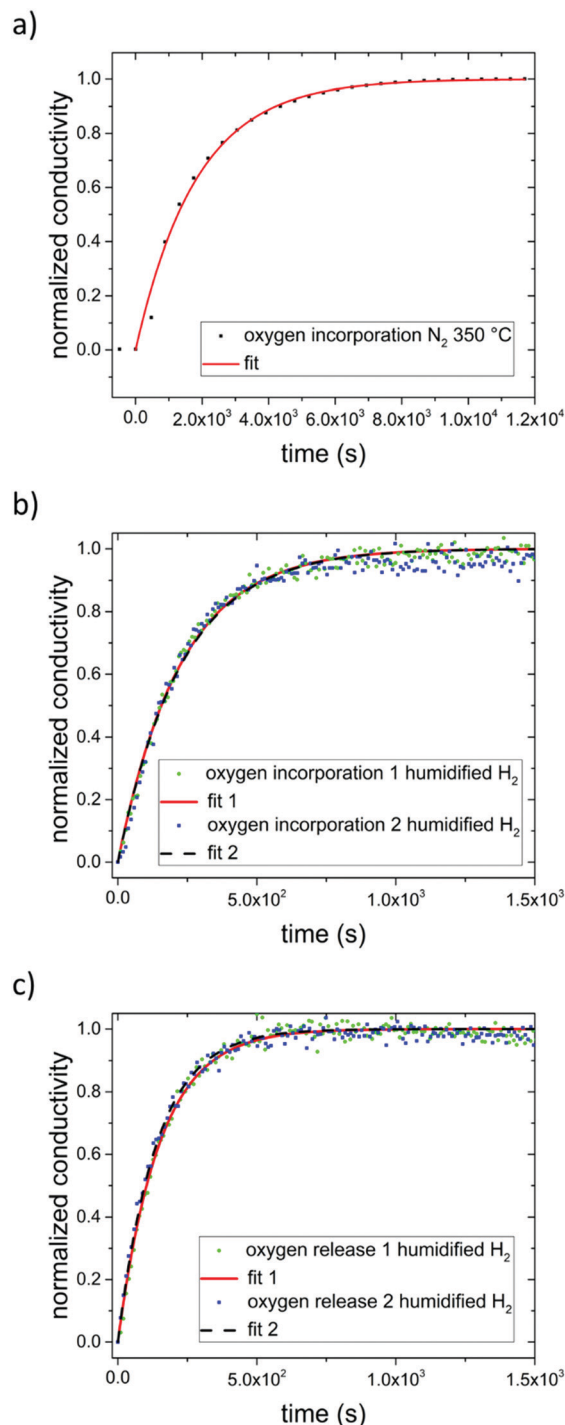 a)
normalized conductivity
1.0
0.8
0.6
0.4
0.2
0.0
oxygen incorporation N₂ 350 °C
fit
0.0 2.0x10³ 4.0x10³ 6.0x10³ 8.0x10³ 1.0x10⁴ 1.2x10⁴
time (s)
b)
normalized conductivity
1.0
0.8
0.6
0.4
0.2
0.0
oxygen incorporation 1 humidified H₂
fit 1
oxygen incorporation 2 humidified H₂
fit 2
0.0 5.0x10² 1.0x10³ 1.5x10³
time (s)
c)
normalized conductivity
1.0
0.8
0.6
0.4
0.2
0.0
oxygen release 1 humidified H₂
fit 1
oxygen release 2 humidified H₂
fit 2
0.0 5.0x10² 1.0x10³ 1.5x10³
time (s)